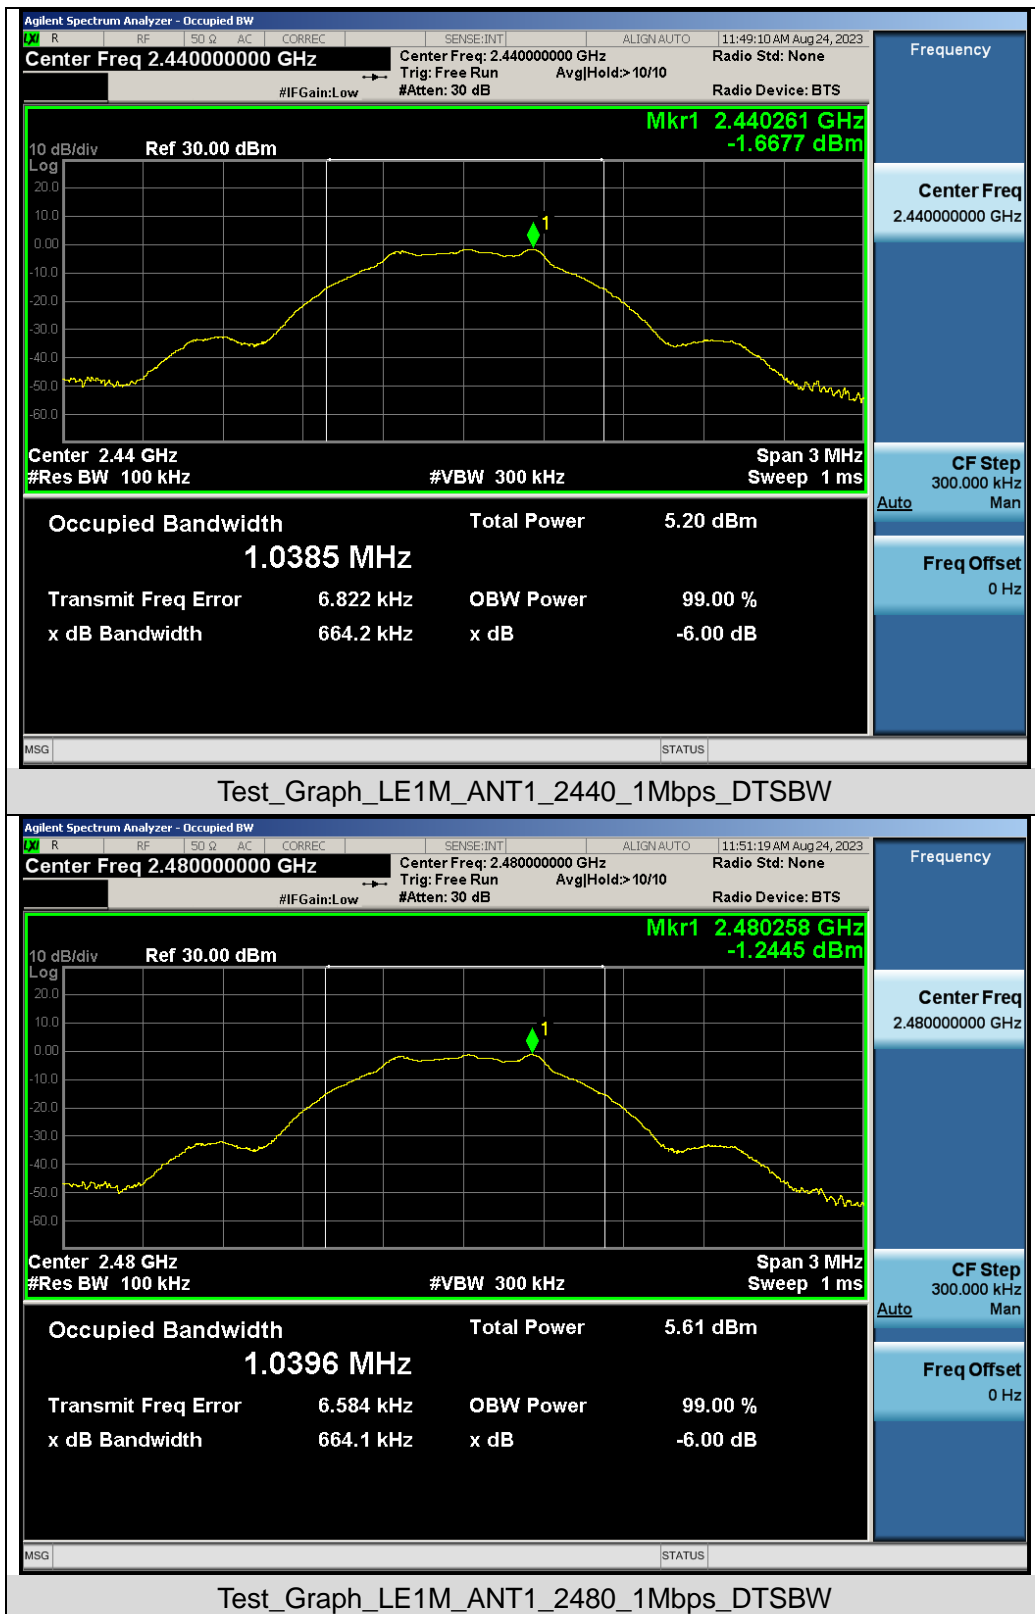 Agilent Spectrum Analyzer - Occupied BW
LXI R RF 50 Ω AC CORREC SENSE:INT ALIGN AUTO 11:49:10 AM Aug 24, 2023
Center Freq 2.440000000 GHz
Center Freq: 2.440000000 GHz Radio Std: None
Trig: Free Run Avg|Hold:>10/10
#IFGain:Low #Atten: 30 dB Radio Device: BTS
Mkr1 2.440261 GHz
-1.6677 dBm
10 dB/div Ref 30.00 dBm
Log
20.0
10.0
0.00
-10.0
-20.0
-30.0
-40.0
-50.0
-60.0
1
Center 2.44 GHz Span 3 MHz
#Res BW 100 kHz #VBW 300 kHz Sweep 1 ms
Occupied Bandwidth Total Power 5.20 dBm
1.0385 MHz
Transmit Freq Error 6.822 kHz OBW Power 99.00 %
x dB Bandwidth 664.2 kHz x dB -6.00 dB
MSG STATUS
Frequency
Center Freq
2.440000000 GHz
CF Step
300.000 kHz
Auto Man
Freq Offset
0 Hz
Test_Graph_LE1M_ANT1_2440_1Mbps_DTSBW
Agilent Spectrum Analyzer - Occupied BW
LXI R RF 50 Ω AC CORREC SENSE:INT ALIGN AUTO 11:51:19 AM Aug 24, 2023
Center Freq 2.480000000 GHz
Center Freq: 2.480000000 GHz Radio Std: None
Trig: Free Run Avg|Hold:>10/10
#IFGain:Low #Atten: 30 dB Radio Device: BTS
Mkr1 2.480258 GHz
-1.2445 dBm
10 dB/div Ref 30.00 dBm
Log
20.0
10.0
0.00
-10.0
-20.0
-30.0
-40.0
-50.0
-60.0
1
Center 2.48 GHz Span 3 MHz
#Res BW 100 kHz #VBW 300 kHz Sweep 1 ms
Occupied Bandwidth Total Power 5.61 dBm
1.0396 MHz
Transmit Freq Error 6.584 kHz OBW Power 99.00 %
x dB Bandwidth 664.1 kHz x dB -6.00 dB
MSG STATUS
Frequency
Center Freq
2.480000000 GHz
CF Step
300.000 kHz
Auto Man
Freq Offset
0 Hz
Test_Graph_LE1M_ANT1_2480_1Mbps_DTSBW